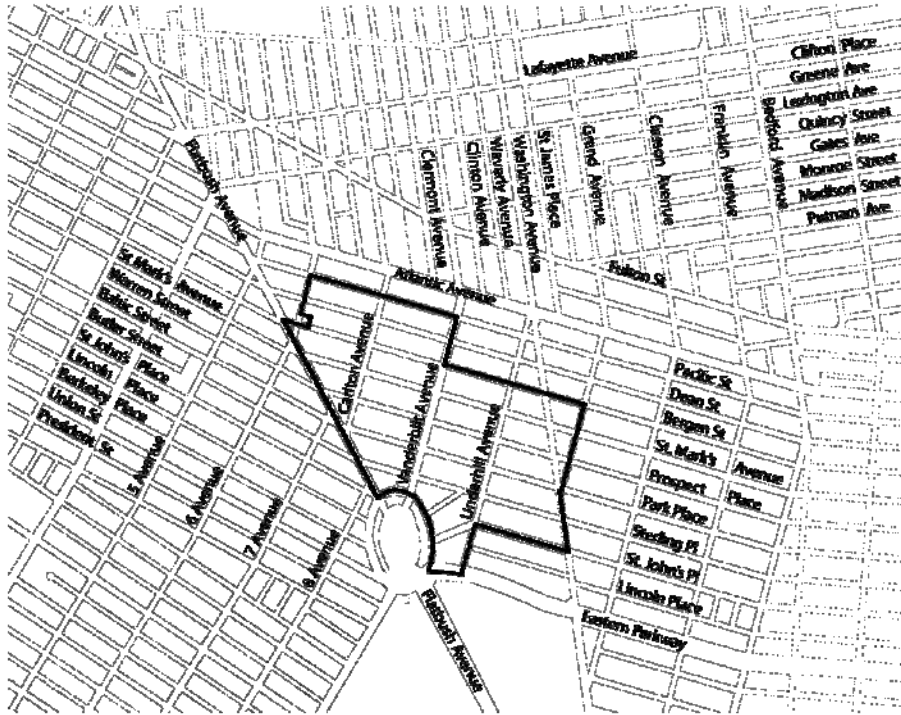 Lafayette Avenue
Clifton Place
Greene Ave
Lexington Ave
Quincy Street
Gates Ave
Monroe Street
Madison Street
Putnam Ave
Flatbush Avenue
Clermont Avenue
Clinton Avenue
Waverly Avenue
Washington Avenue
St James Place
Grand Avenue
Classon Avenue
Franklin Avenue
Bedford Avenue
Atlantic Avenue
Fulton St
St Mark's Avenue
Warren Street
Baltic Street
Butler Street
St John's Place
Lincoln Place
Berkeley Place
Union St
President St
5 Avenue
6 Avenue
7 Avenue
8 Avenue
Carlton Avenue
Vanderbilt Avenue
Underhill Avenue
Pacific St
Dean St
Bergen St
St. Mark's Avenue
Prospect Place
Park Place
Sterling Pl
St. John's Pl
Lincoln Place
Eastern Parkway
Flatbush Avenue